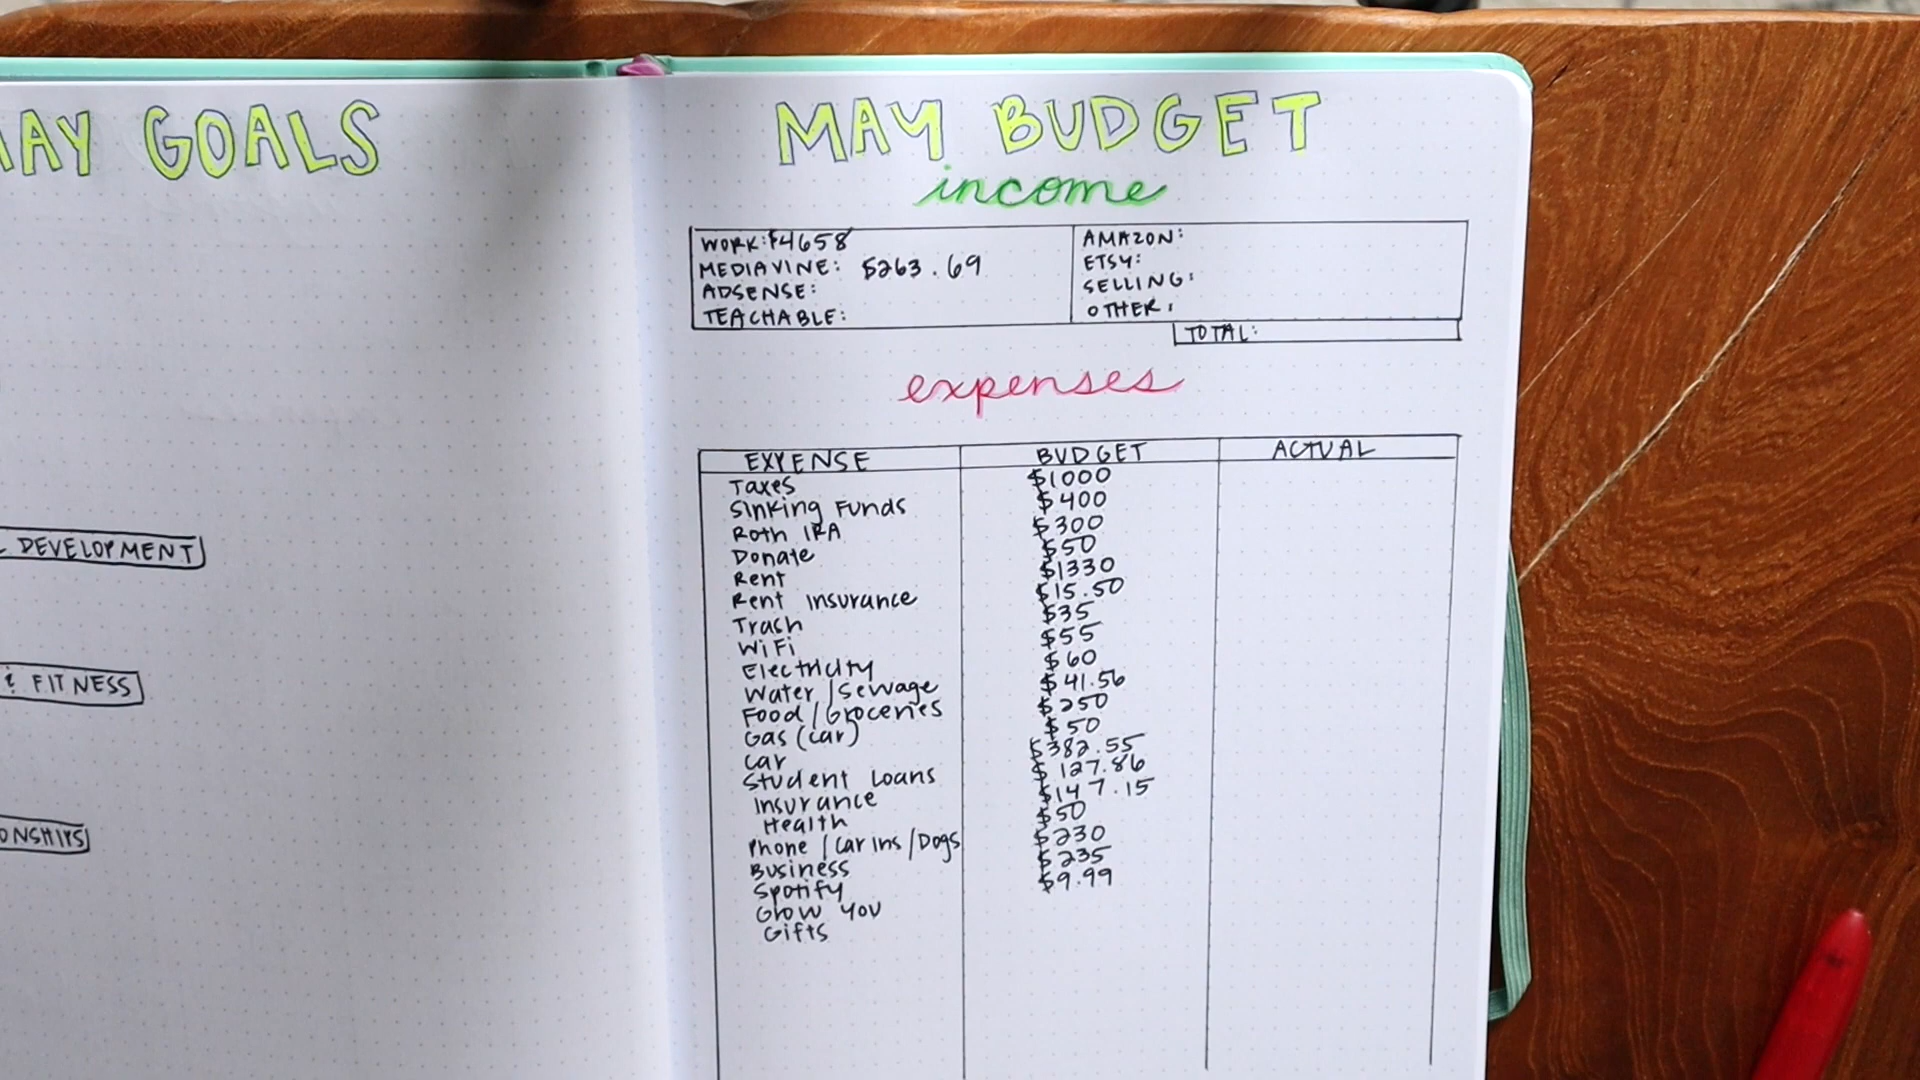 MAY GOALS
DEVELOPMENT
& FITNESS
ONSHIPS
MAY BUDGET
income
WORK: $4658
MEDIAVINE: $263.69
ADSENSE:
TEACHABLE:
AMAZON:
ETSY:
SELLING:
OTHER:
TOTAL:
expenses
EXPENSE BUDGET ACTUAL
Taxes $1000
Sinking Funds $400
Roth IRA $300
Donate $50
Rent $1330
Rent Insurance $15.50
Trash $35
WiFi $55
Electricity $60
Water/Sewage $41.56
Food/Groceries $250
Gas (car) $50
Car $382.55
Student Loans $127.86
Insurance $147.15
Health $50
Phone/Car Ins/Dogs $230
Business $235
Spotify $9.99
Grow You
Gifts